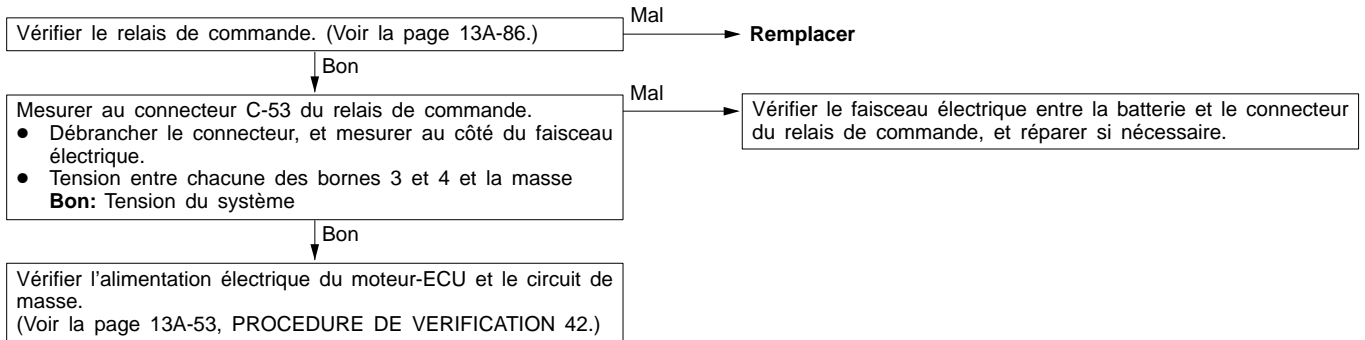 Vérifier le relais de commande. (Voir la page 13A-86.)
Mal
Remplacer
Bon
Mesurer au connecteur C-53 du relais de commande.
● Débrancher le connecteur, et mesurer au côté du faisceau
électrique.
● Tension entre chacune des bornes 3 et 4 et la masse
Bon: Tension du système
Mal
Vérifier le faisceau électrique entre la batterie et le connecteur
du relais de commande, et réparer si nécessaire.
Bon
Vérifier l'alimentation électrique du moteur-ECU et le circuit de
masse.
(Voir la page 13A-53, PROCEDURE DE VERIFICATION 42.)